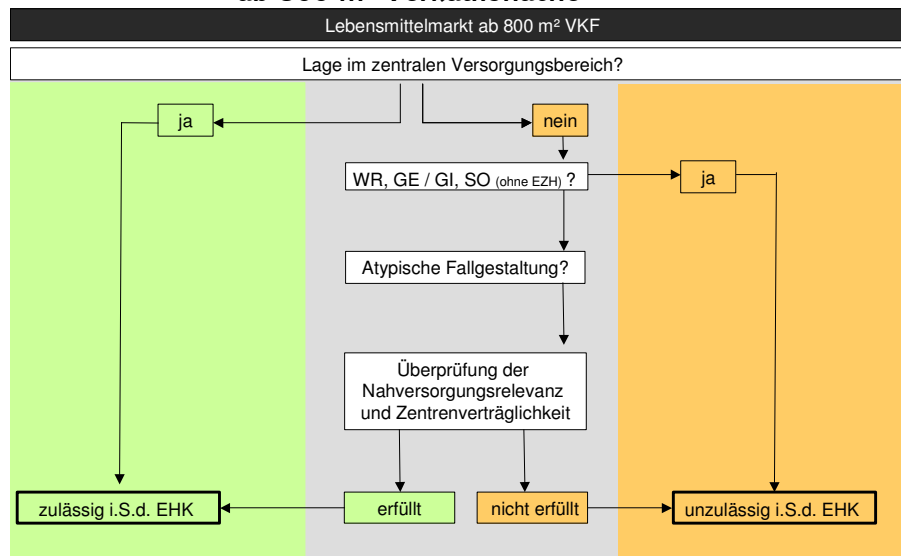 Lebensmittelmarkt ab 800 m² VKF
Lage im zentralen Versorgungsbereich?
ja
nein
WR, GE / GI, SO (ohne EZH) ?
ja
Atypische Fallgestaltung?
Überprüfung der
Nahversorgungsrelevanz
und Zentrenverträglichkeit
zulässig i.S.d. EHK
erfüllt
nicht erfüllt
unzulässig i.S.d. EHK